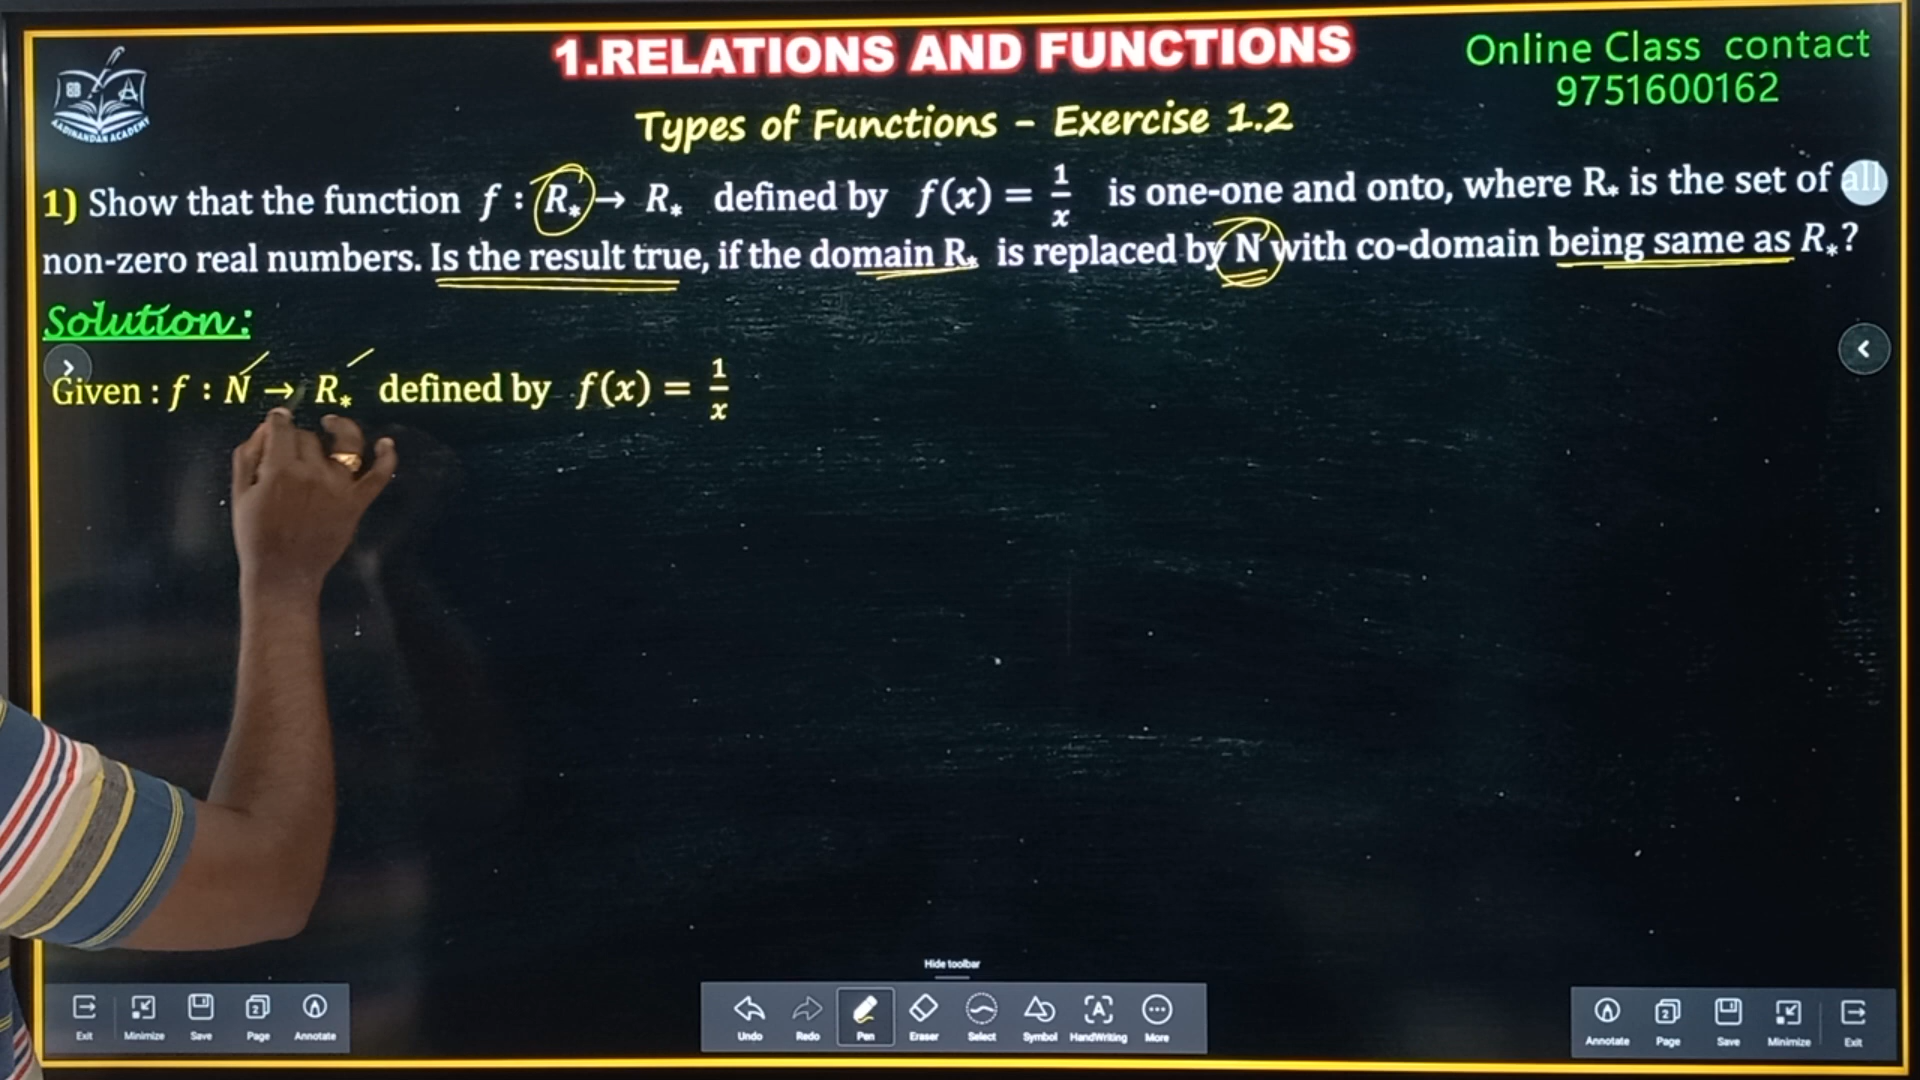 1.RELATIONS AND FUNCTIONS
Online Class contact
9751600162
AADINANDAN ACADEMY
Types of Functions - Exercise 1.2
1) Show that the function f : R* → R* defined by f(x) = 1/x is one-one and onto, where R* is the set of all
non-zero real numbers. Is the result true, if the domain R* is replaced by N with co-domain being same as R*?
Solution:
Given : f : N → R* defined by f(x) = 1/x
Hide toolbar
Exit Minimize Save Page Annotate
Undo Redo Pen Eraser Select Symbol HandWriting More
Annotate Page Save Minimize Exit